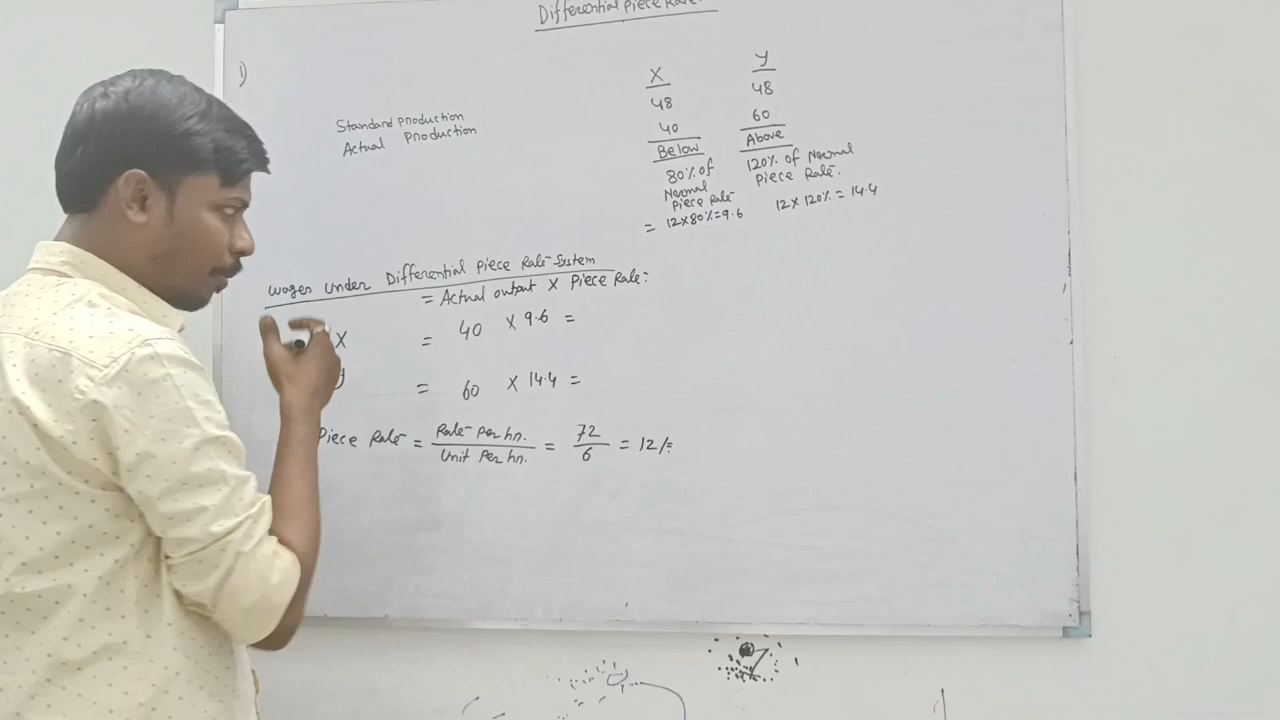 Differential Piece Rate
1)
X Y
48 48
Standard production
Actual Production
40 60
Below Above
80% of Normal Piece Rate
120% of Normal Piece Rate.
= 12×80%=9.6 12×120%=14.4
Wages under Differential Piece Rate System
= Actual output × Piece Rate:
X = 40 × 9.6 =
y = 60 × 14.4 =
Piece Rate = Rate Per hr. / Unit Per hr. = 72 / 6 = 12/=